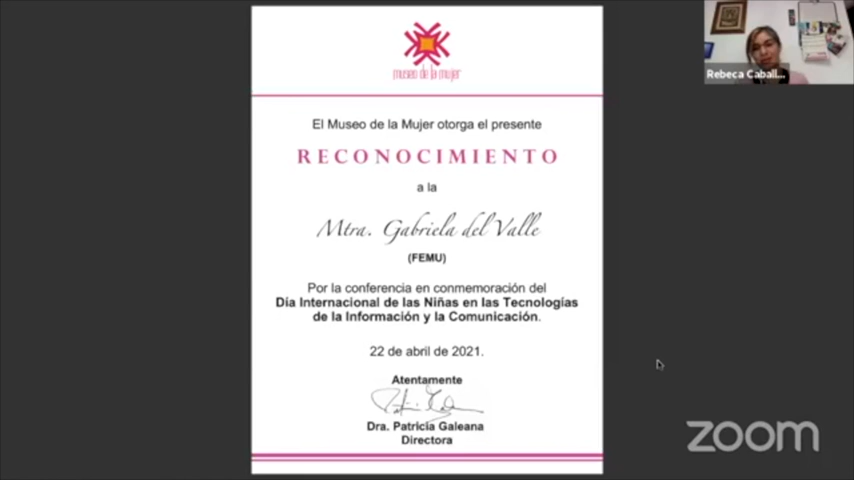 museo de la mujer
El Museo de la Mujer otorga el presente
RECONOCIMIENTO
a la
Mtra. Gabriela del Valle
(FEMU)
Por la conferencia en conmemoración del
Día Internacional de las Niñas en las Tecnologías
de la Información y la Comunicación.
22 de abril de 2021.
Atentamente
Dra. Patricia Galeana
Directora
Rebeca Caball...
zoom